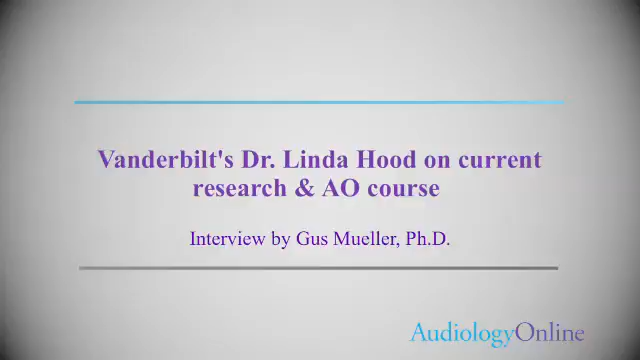 Vanderbilt's Dr. Linda Hood on current
research & AO course
Interview by Gus Mueller, Ph.D.
AudiologyOnline